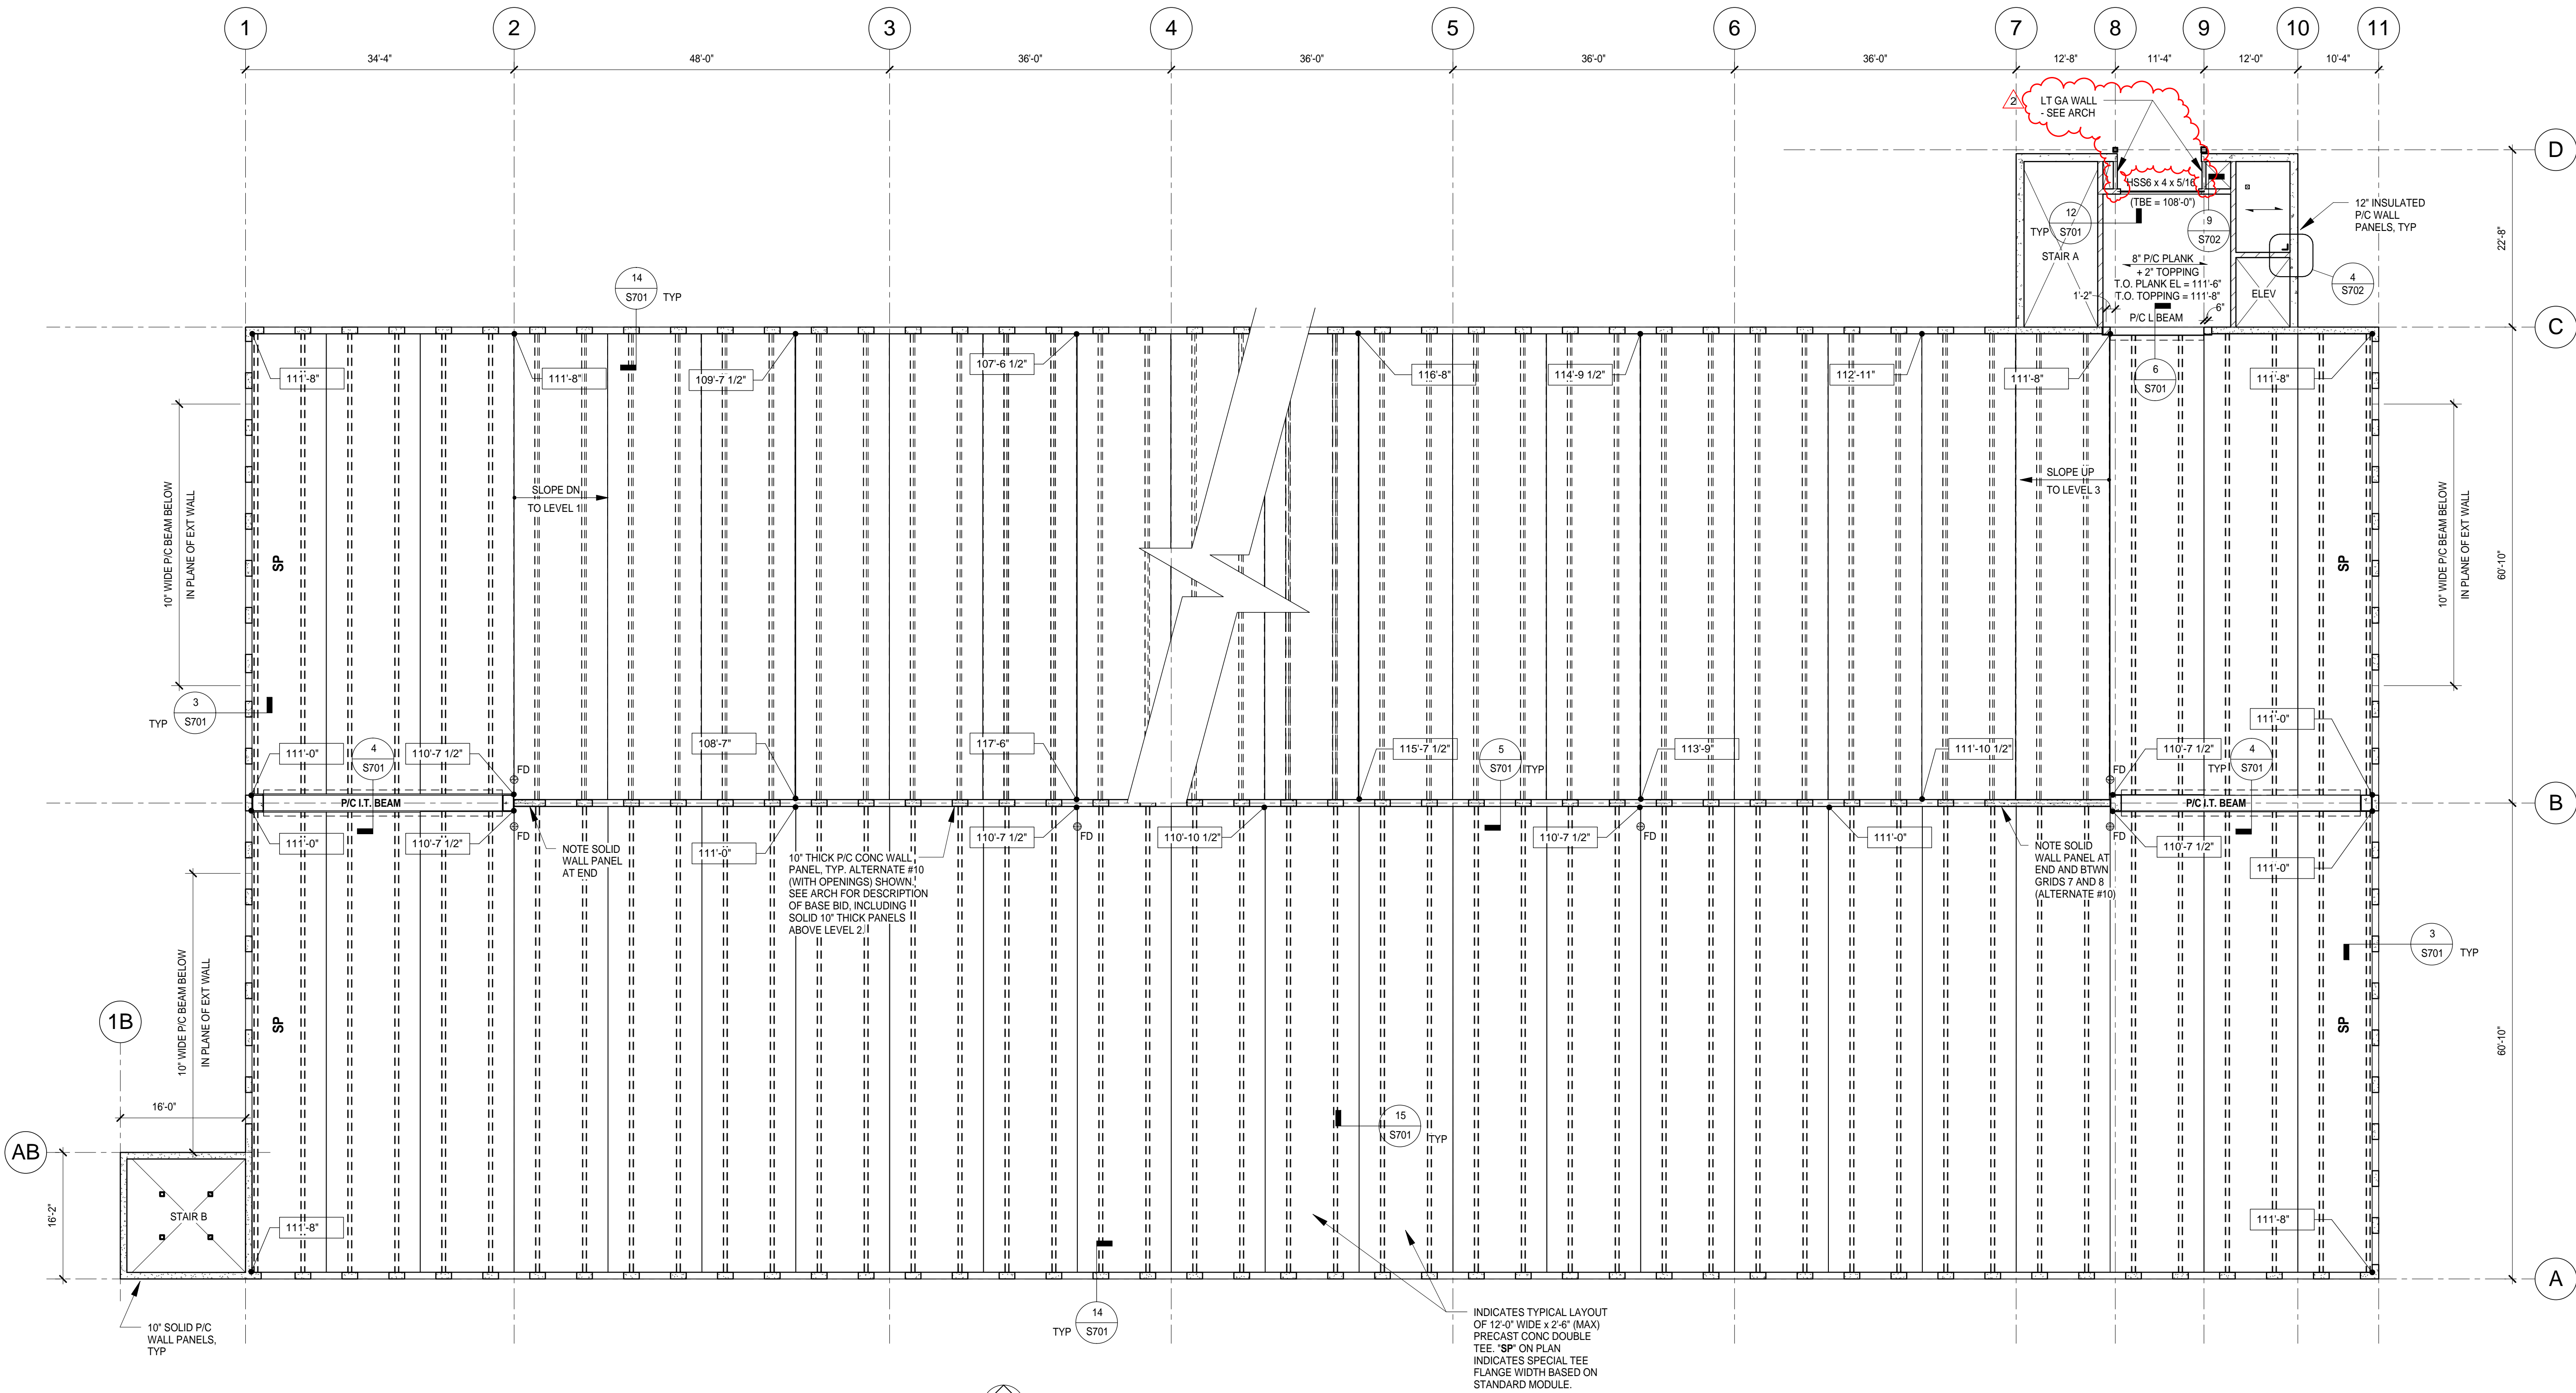 1
2
3
4
5
6
7
8
9
10
11
34'-4"
48'-0"
36'-0"
36'-0"
36'-0"
36'-0"
12'-8"
11'-4"
12'-0"
10'-4"
2
LT GA WALL
- SEE ARCH
D
HSS6 x 4 x 5/16
(TBE = 108'-0")
12
S701
TYP
9
S702
12" INSULATED
P/C WALL
PANELS, TYP
22'-8"
STAIR A
8" P/C PLANK
+ 2" TOPPING
T.O. PLANK EL = 111'-6"
T.O. TOPPING = 111'-8"
1'-2"
6"
P/C L BEAM
ELEV
4
S702
14
S701
TYP
C
111'-8"
111'-8"
109'-7 1/2"
107'-6 1/2"
116'-8"
114'-9 1/2"
112'-11"
111'-8"
6
S701
111'-8"
SLOPE DN
TO LEVEL 1
SLOPE UP
TO LEVEL 3
10" WIDE P/C BEAM BELOW
IN PLANE OF EXT WALL
SP
SP
10" WIDE P/C BEAM BELOW
IN PLANE OF EXT WALL
60'-10"
3
S701
TYP
111'-0"
4
S701
110'-7 1/2"
FD
108'-7"
117'-6"
115'-7 1/2"
5
S701
TYP
113'-9"
111'-10 1/2"
110'-7 1/2"
FD
4
S701
TYP
111'-0"
P/C I.T. BEAM
P/C I.T. BEAM
B
111'-0"
110'-7 1/2"
FD
NOTE SOLID
WALL PANEL
AT END
111'-0"
10" THICK P/C CONC WALL
PANEL, TYP. ALTERNATE #10
(WITH OPENINGS) SHOWN.
SEE ARCH FOR DESCRIPTION
OF BASE BID, INCLUDING
SOLID 10" THICK PANELS
ABOVE LEVEL 2.
110'-7 1/2"
FD
110'-10 1/2"
110'-7 1/2"
FD
111'-0"
NOTE SOLID
WALL PANEL AT
END AND BTWN
GRIDS 7 AND 8
(ALTERNATE #10)
FD
110'-7 1/2"
111'-0"
10" WIDE P/C BEAM BELOW
IN PLANE OF EXT WALL
SP
SP
3
S701
TYP
60'-10"
1B
16'-0"
AB
16'-2"
STAIR B
111'-8"
15
S701
TYP
111'-8"
A
10" SOLID P/C
WALL PANELS,
TYP
14
S701
TYP
INDICATES TYPICAL LAYOUT
OF 12'-0" WIDE x 2'-6" (MAX)
PRECAST CONC DOUBLE
TEE. "SP" ON PLAN
INDICATES SPECIAL TEE
FLANGE WIDTH BASED ON
STANDARD MODULE.